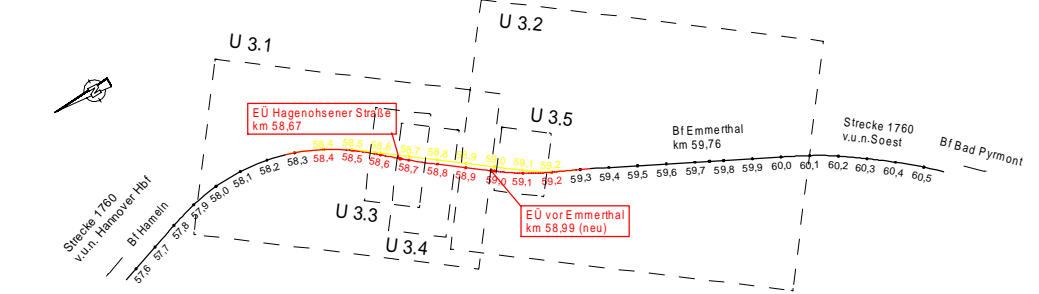 U 3.2
U 3.1
EÜ Hagenohsener Straße
km 58,67
U 3.5
Bf Emmerthal
km 59,76
Strecke 1760
v.u.n.Soest
Bf Bad Pyrmont
58,4 58,5 58,6 58,7 58,8 58,9 59,0 59,1 59,2
57,6 57,7 57,8 57,9 58,0 58,1 58,2 58,3 58,4 58,5 58,6 58,7 58,8 58,9 59,0 59,1 59,2 59,3 59,4 59,5 59,6 59,7 59,8 59,9 60,0 60,1 60,2 60,3 60,4 60,5
Strecke 1760
v.u.n. Hannover Hbf
Bf Hameln
U 3.3
U 3.4
EÜ vor Emmerthal
km 58,99 (neu)